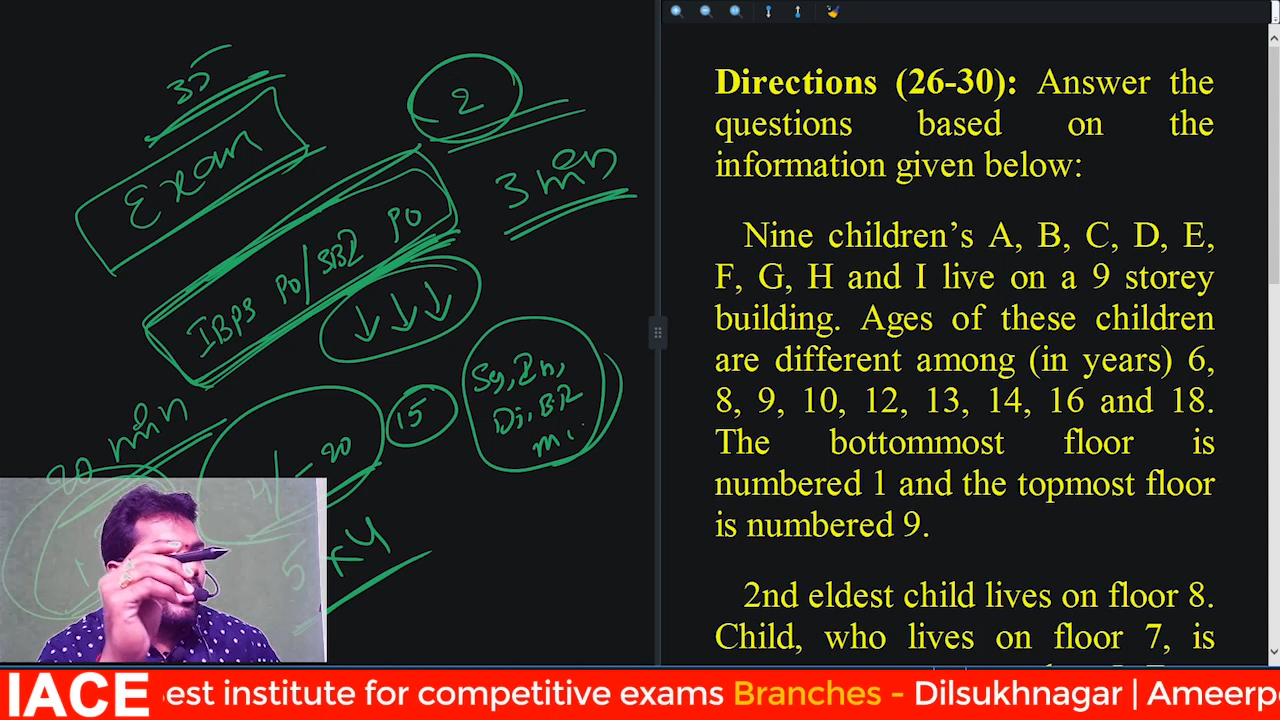 35
Exam
2
3 min
IBPS PO/SBI PO
20 min
15
Sy, In,
20
5 x 4
Directions (26-30): Answer the
questions based on the
information given below:
Nine children’s A, B, C, D, E,
F, G, H and I live on a 9 storey
building. Ages of these children
are different among (in years) 6,
8, 9, 10, 12, 13, 14, 16 and 18.
The bottommost floor is
numbered 1 and the topmost floor
is numbered 9.
2nd eldest child lives on floor 8.
Child, who lives on floor 7, is
IACE est institute for competitive exams Branches - Dilsukhnagar | Ameerp